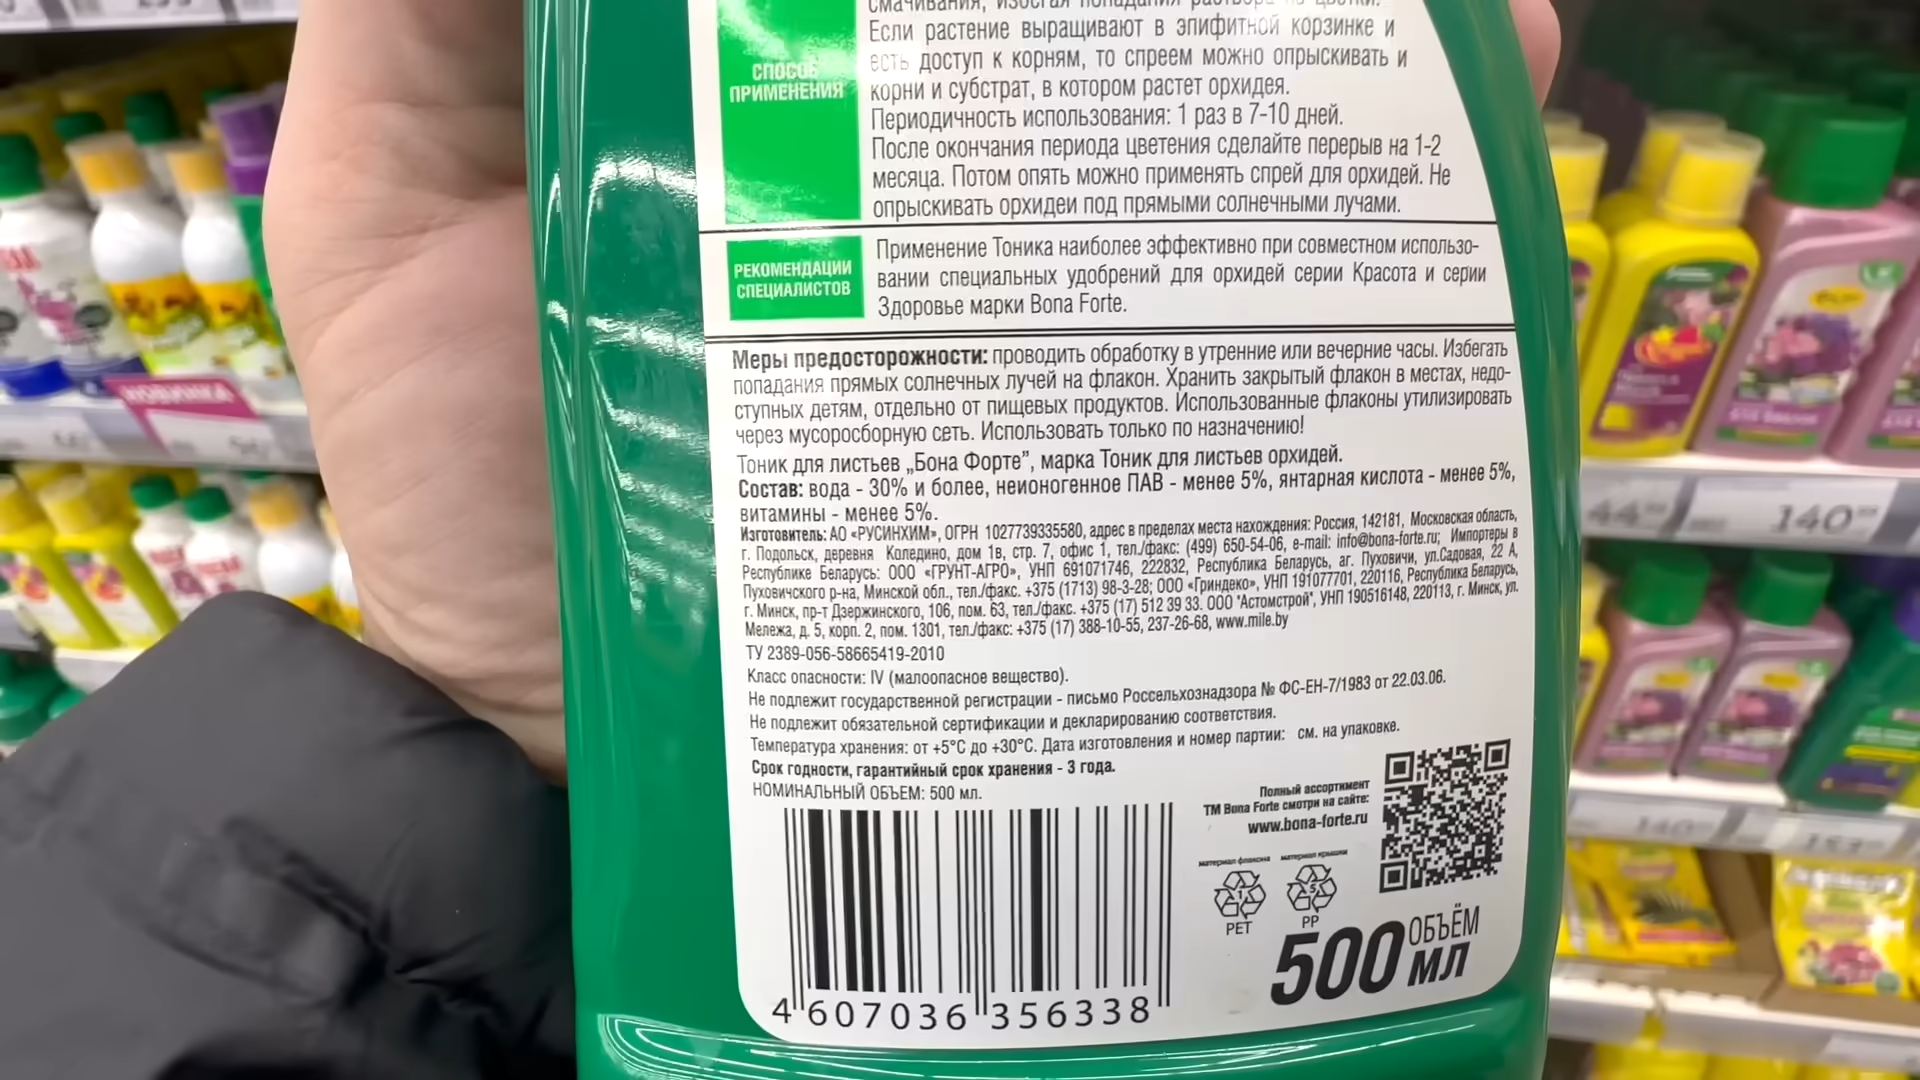 Если растение выращивают в эпифитной корзинке и
есть доступ к корням, то спреем можно опрыскивать и
корни и субстрат, в котором растет орхидея.
Периодичность использования: 1 раз в 7-10 дней.
После окончания периода цветения сделайте перерыв на 1-2
месяца. Потом опять можно применять спрей для орхидей. Не
опрыскивать орхидеи под прямыми солнечными лучами.
СПОСОБ
ПРИМЕНЕНИЯ
РЕКОМЕНДАЦИИ
СПЕЦИАЛИСТОВ
Применение Тоника наиболее эффективно при совместном использо-
вании специальных удобрений для орхидей серии Красота и серии
Здоровье марки Bona Forte.
Меры предосторожности: проводить обработку в утренние или вечерние часы. Избегать
попадания прямых солнечных лучей на флакон. Хранить закрытый флакон в местах, недо-
ступных детям, отдельно от пищевых продуктов. Использованные флаконы утилизировать
через мусоросборную сеть. Использовать только по назначению!
Тоник для листьев „Бона Форте”, марка Тоник для листьев орхидей.
Состав: вода - 30% и более, неионогенное ПАВ - менее 5%, янтарная кислота - менее 5%,
витамины - менее 5%.
Изготовитель: АО «РУСИНХИМ», ОГРН 1027739335580, адрес в пределах места нахождения: Россия, 142181, Московская область,
г. Подольск, деревня Коледино, дом 1в, стр. 7, офис 1, тел./факс: (499) 650-54-06, e-mail: info@bona-forte.ru; Импортеры в
Республике Беларусь: ООО «ГРУНТ-АГРО», УНП 691071746, 222832, Республика Беларусь, аг. Пуховичи, ул.Садовая, 22 А,
Пуховичского р-на, Минской обл., тел./факс. +375 (1713) 98-3-28; ООО «Гриндеко», УНП 191077701, 220116, Республика Беларусь,
г. Минск, пр-т Дзержинского, 106, пом. 63, тел./факс. +375 (17) 512 39 33. ООО "Астомстрой", УНП 190516148, 220113, г. Минск, ул.
Мележа, д. 5, корп. 2, пом. 1301, тел./факс: +375 (17) 388-10-55, 237-26-68, www.mile.by
ТУ 2389-056-58665419-2010
Класс опасности: IV (малоопасное вещество).
Не подлежит государственной регистрации - письмо Россельхознадзора № ФС-ЕН-7/1983 от 22.03.06.
Не подлежит обязательной сертификации и декларированию соответствия.
Температура хранения: от +5°С до +30°С. Дата изготовления и номер партии: см. на упаковке.
Срок годности, гарантийный срок хранения - 3 года.
НОМИНАЛЬНЫЙ ОБЪЕМ: 500 мл.
Полный ассортимент
ТМ Bona Forte смотри на сайте:
www.bona-forte.ru
материал флакона материал крышки
1 5
PET PP
500 ОБЪЁМ
МЛ
4 607036 356338
НОВИНКА
44
140